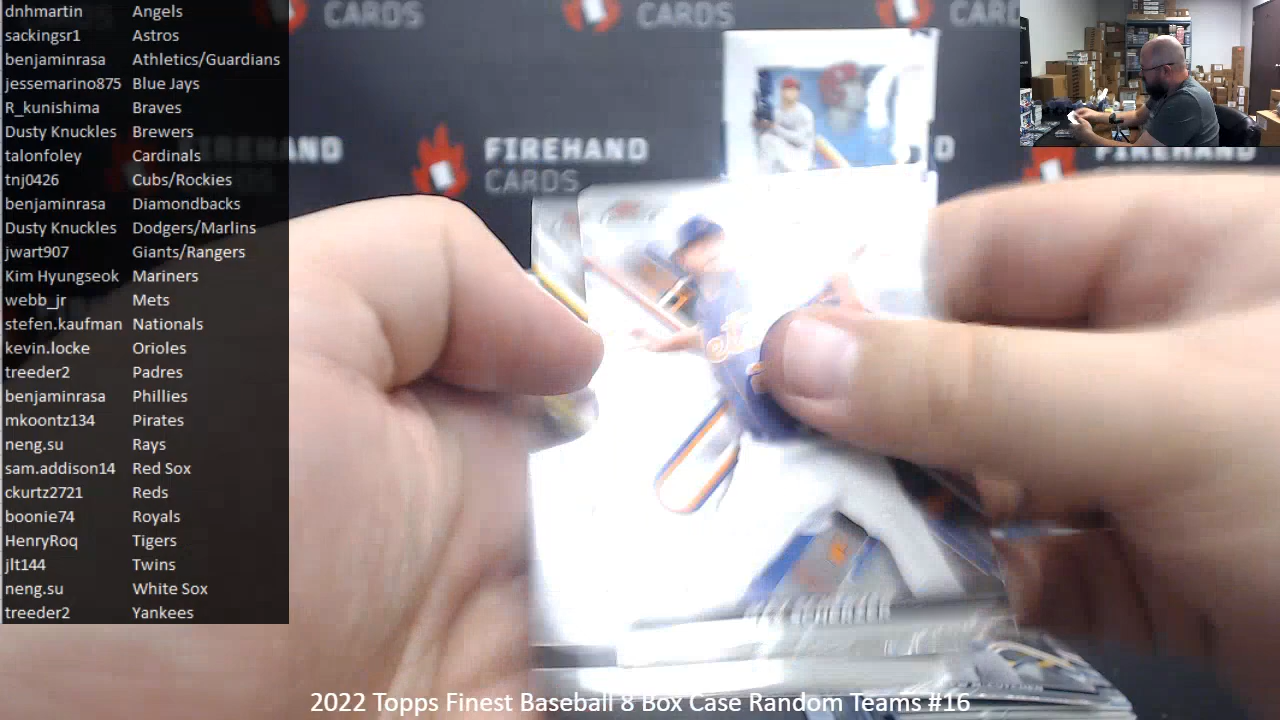 dnhmartin Angels
sackingsr1 Astros
benjaminrasa Athletics/Guardians
jessemarino875 Blue Jays
R_kunishima Braves
Dusty Knuckles Brewers
talonfoley Cardinals
tnj0426 Cubs/Rockies
benjaminrasa Diamondbacks
Dusty Knuckles Dodgers/Marlins
jwart907 Giants/Rangers
Kim Hyungseok Mariners
webb_jr Mets
stefen.kaufman Nationals
kevin.locke Orioles
treeder2 Padres
benjaminrasa Phillies
mkoontz134 Pirates
neng.su Rays
sam.addison14 Red Sox
ckurtz2721 Reds
boonie74 Royals
HenryRoq Tigers
jlt144 Twins
neng.su White Sox
treeder2 Yankees
CARDS CARDS CARD
FIREHAND
CARDS
2022 Topps Finest Baseball 8 Box Case Random Teams #16